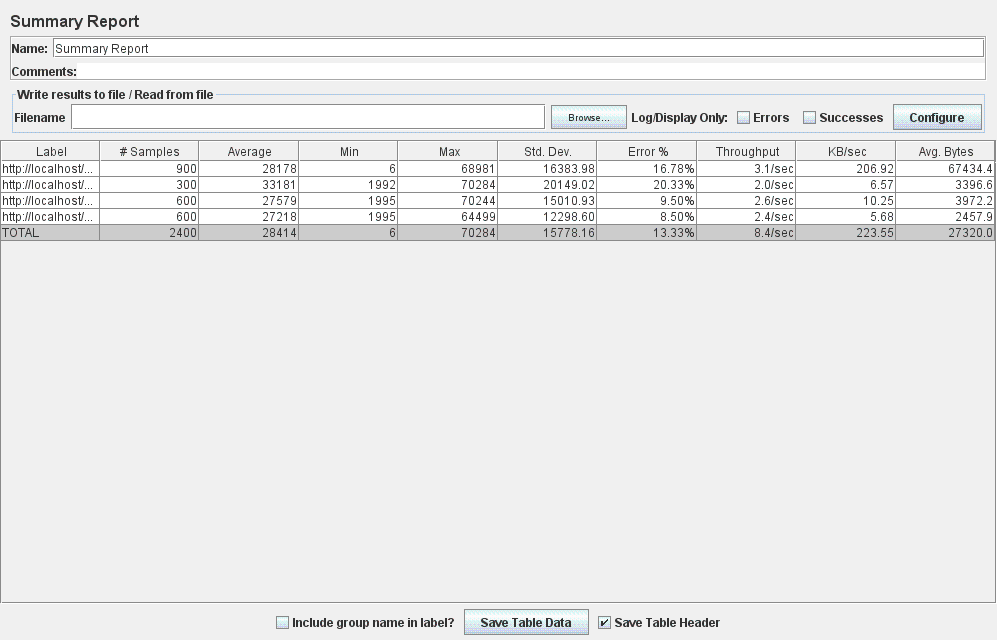 Summary Report
Name: Summary Report
Comments:
Write results to file / Read from file
Filename Browse... Log/Display Only: Errors Successes Configure
Label # Samples Average Min Max Std. Dev. Error % Throughput KB/sec Avg. Bytes
http://localhost/... 900 28178 6 68981 16383.98 16.78% 3.1/sec 206.92 67434.4
http://localhost/... 300 33181 1992 70284 20149.02 20.33% 2.0/sec 6.57 3396.6
http://localhost/... 600 27579 1995 70244 15010.93 9.50% 2.6/sec 10.25 3972.2
http://localhost/... 600 27218 1995 64499 12298.60 8.50% 2.4/sec 5.68 2457.9
TOTAL 2400 28414 6 70284 15778.16 13.33% 8.4/sec 223.55 27320.0
Include group name in label? Save Table Data Save Table Header